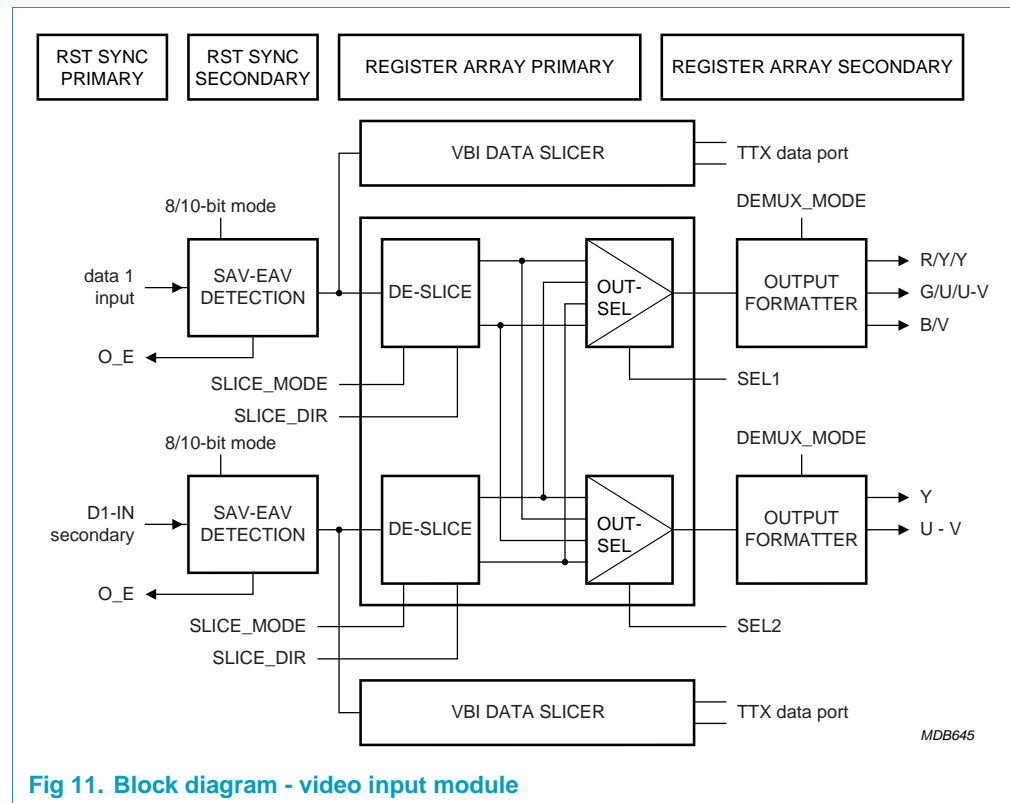 RST SYNC
PRIMARY
RST SYNC
SECONDARY
REGISTER ARRAY PRIMARY
REGISTER ARRAY SECONDARY
VBI DATA SLICER
TTX data port
8/10-bit mode
DEMUX_MODE
data 1
input
SAV-EAV
DETECTION
DE-SLICE
OUT-
SEL
OUTPUT
FORMATTER
R/Y/Y
G/U/U-V
B/V
O_E
SLICE_MODE
SEL1
SLICE_DIR
8/10-bit mode
DEMUX_MODE
D1-IN
secondary
SAV-EAV
DETECTION
DE-SLICE
OUT-
SEL
OUTPUT
FORMATTER
Y
U - V
O_E
SLICE_MODE
SEL2
SLICE_DIR
VBI DATA SLICER
TTX data port
MDB645
Fig 11. Block diagram - video input module